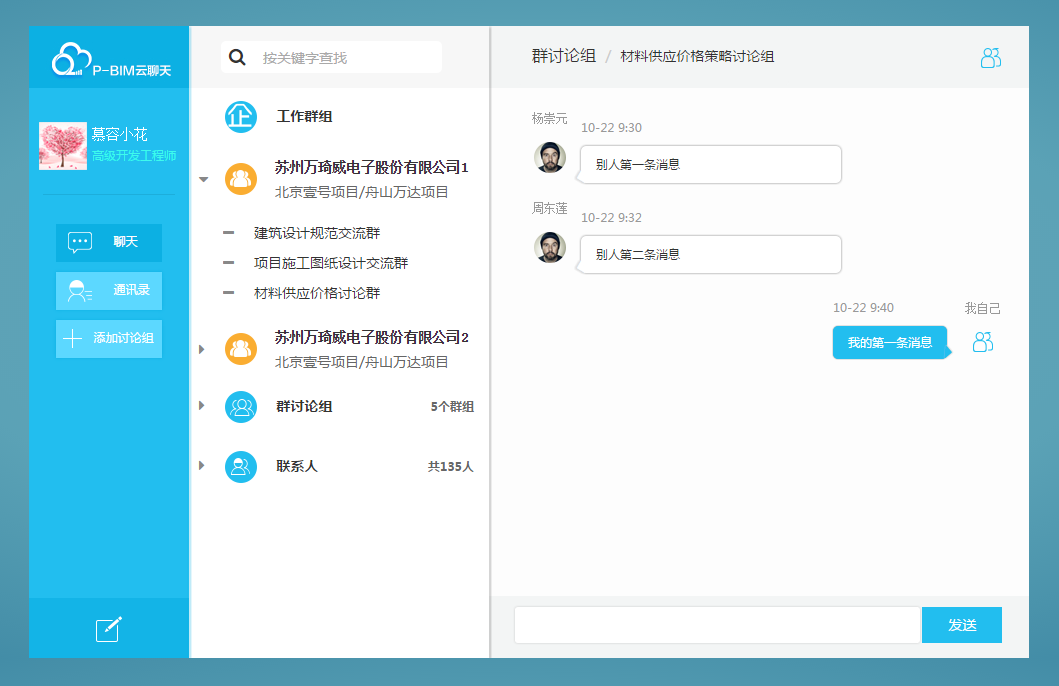 P-BIM云聊天
慕容小花
高级开发工程师
聊天
通讯录
添加讨论组
按关键字查找
企 工作群组
苏州万琦威电子股份有限公司1
北京壹号项目/舟山万达项目
建筑设计规范交流群
项目施工图纸设计交流群
材料供应价格讨论群
苏州万琦威电子股份有限公司2
北京壹号项目/舟山万达项目
群讨论组 5个群组
联系人 共135人
群讨论组 / 材料供应价格策略讨论组
杨崇元
10-22 9:30
别人第一条消息
周东莲
10-22 9:32
别人第二条消息
10-22 9:40 我自己
我的第一条消息
发送